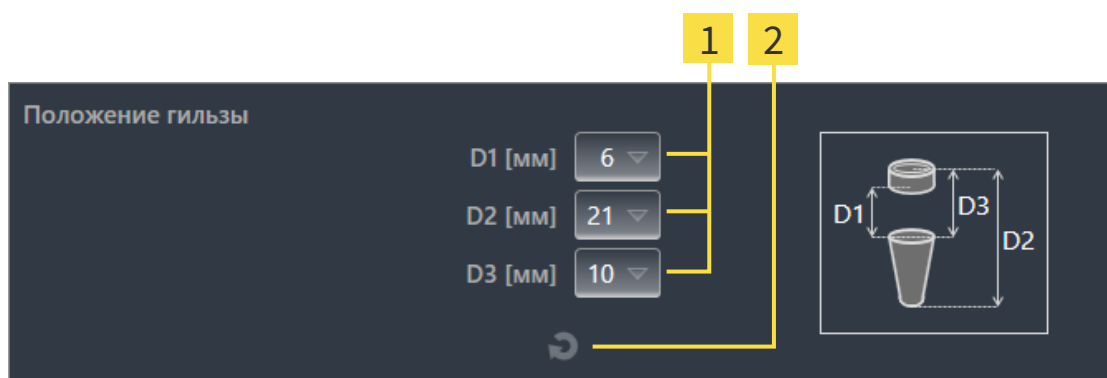 1 2
Положение гильзы
D1 [мм] 6
D2 [мм] 21
D3 [мм] 10
D1 D3
D2